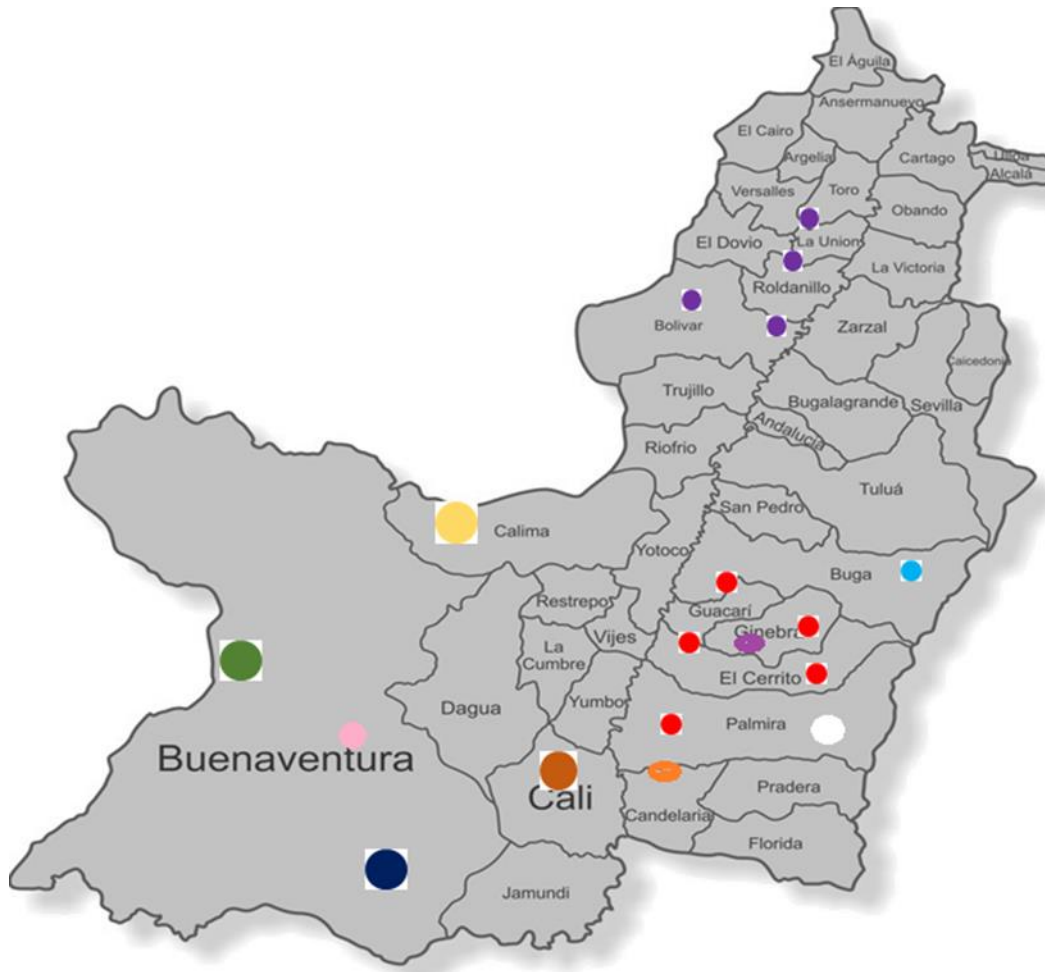 El Águila
Ansermanuevo
El Cairo
Argelia
Cartago
Ulloa
Alcalá
Versalles
Toro
Obando
El Dovio
La Union
La Victoria
Roldanillo
Bolivar
Zarzal
Caicedonia
Trujillo
Bugalagrande
Sevilla
Andalucía
Riofrio
Tuluá
San Pedro
Calima
Yotoco
Buga
Restrepo
Guacarí
Vijes
Ginebra
La
Cumbre
El Cerrito
Dagua
Yumbo
Palmira
Buenaventura
Cali
Pradera
Candelaria
Florida
Jamundi